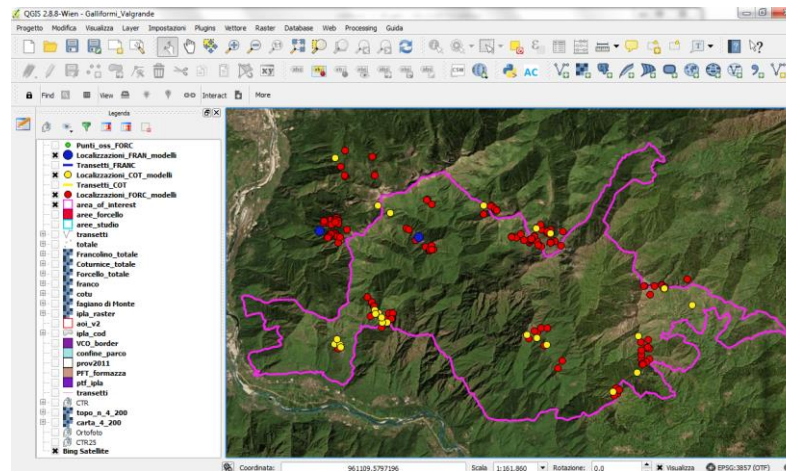 QGIS 2.8.8-Wien - Galliformi_Valgrande
Progetto Modifica Visualizza Layer Impostazioni Plugins Vettore Raster Database Web Processing Guida
Find View Interact More
Legenda
Punti_oss_FORC
Localizzazioni_FRAN_modelli
Transetti_FRANC
Localizzazioni_COT_modelli
Transetti_COT
Localizzazioni_FORC_modelli
area_of_interest
aree_forcello
aree_studio
transetti
totale
Francolino_totale
Coturnice_totale
Forcello_totale
franco
cotu
fagiano di Monte
ipla_raster
aoi_v2
ipla_cod
VCO_border
confine_parco
prov2011
PFT_formazza
ptf_ipla
transetti
CTR
topo_n_4_200
carta_4_200
Ortofoto
CTR25
Bing Satellite
Coordinata: 961109.5797196 Scala 1:161.860 Rotazione: 0.0 Visualizza EPSG:3857 (OTF)